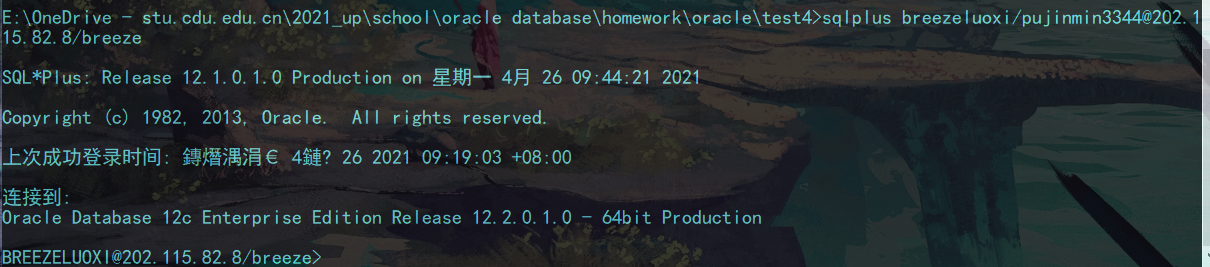 E:\OneDrive - stu.cdu.edu.cn\2021_up\school\oracle database\homework\oracle\test4>sqlplus breezeluoxi/pujinmin3344@202.1
15.82.8/breeze
SQL*Plus: Release 12.1.0.1.0 Production on 星期一 4月 26 09:44:21 2021
Copyright (c) 1982, 2013, Oracle.  All rights reserved.
上次成功登录时间: 鏄熸湡涓€ 4鏈? 26 2021 09:19:03 +08:00
连接到:
Oracle Database 12c Enterprise Edition Release 12.2.0.1.0 - 64bit Production
BREEZELUOXI@202.115.82.8/breeze>